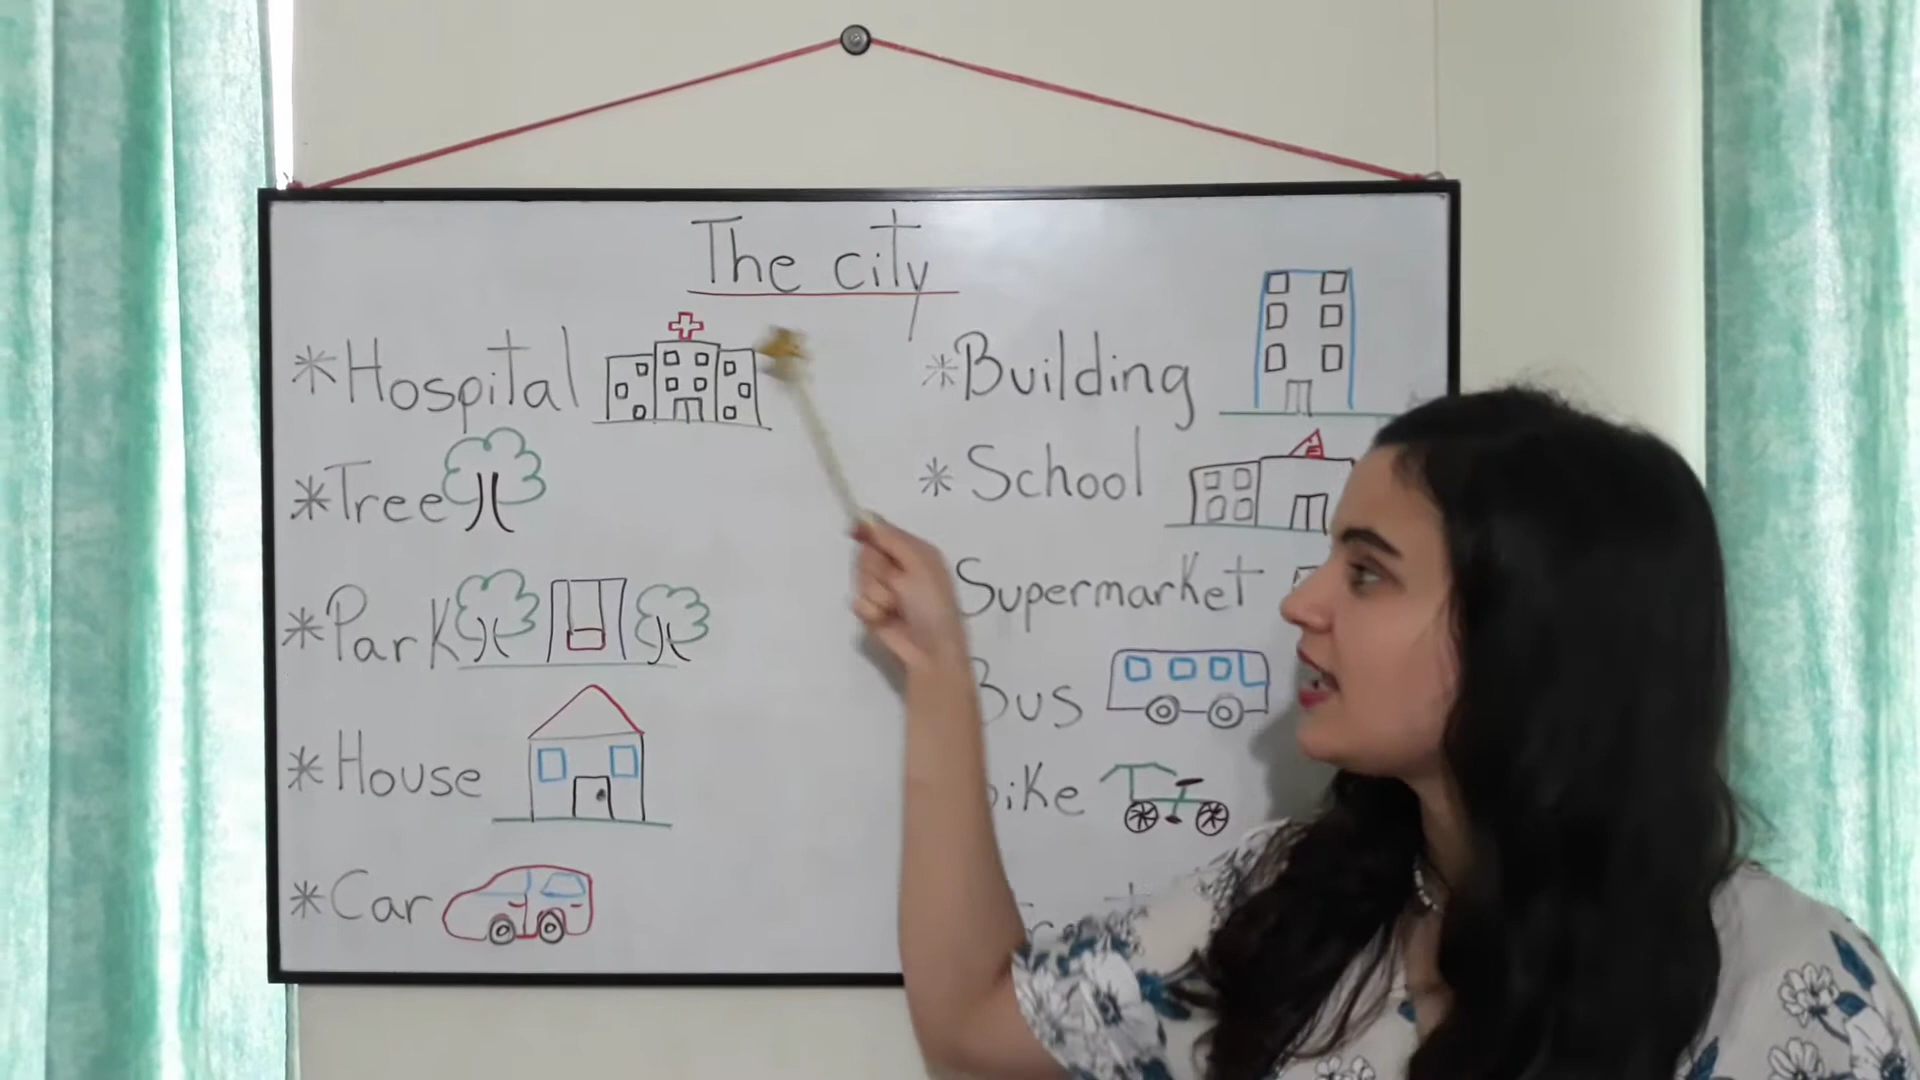 The city
*Hospital
*Tree
*Park
*House
*Car
*Building
*School
Supermarket
Bus
ike